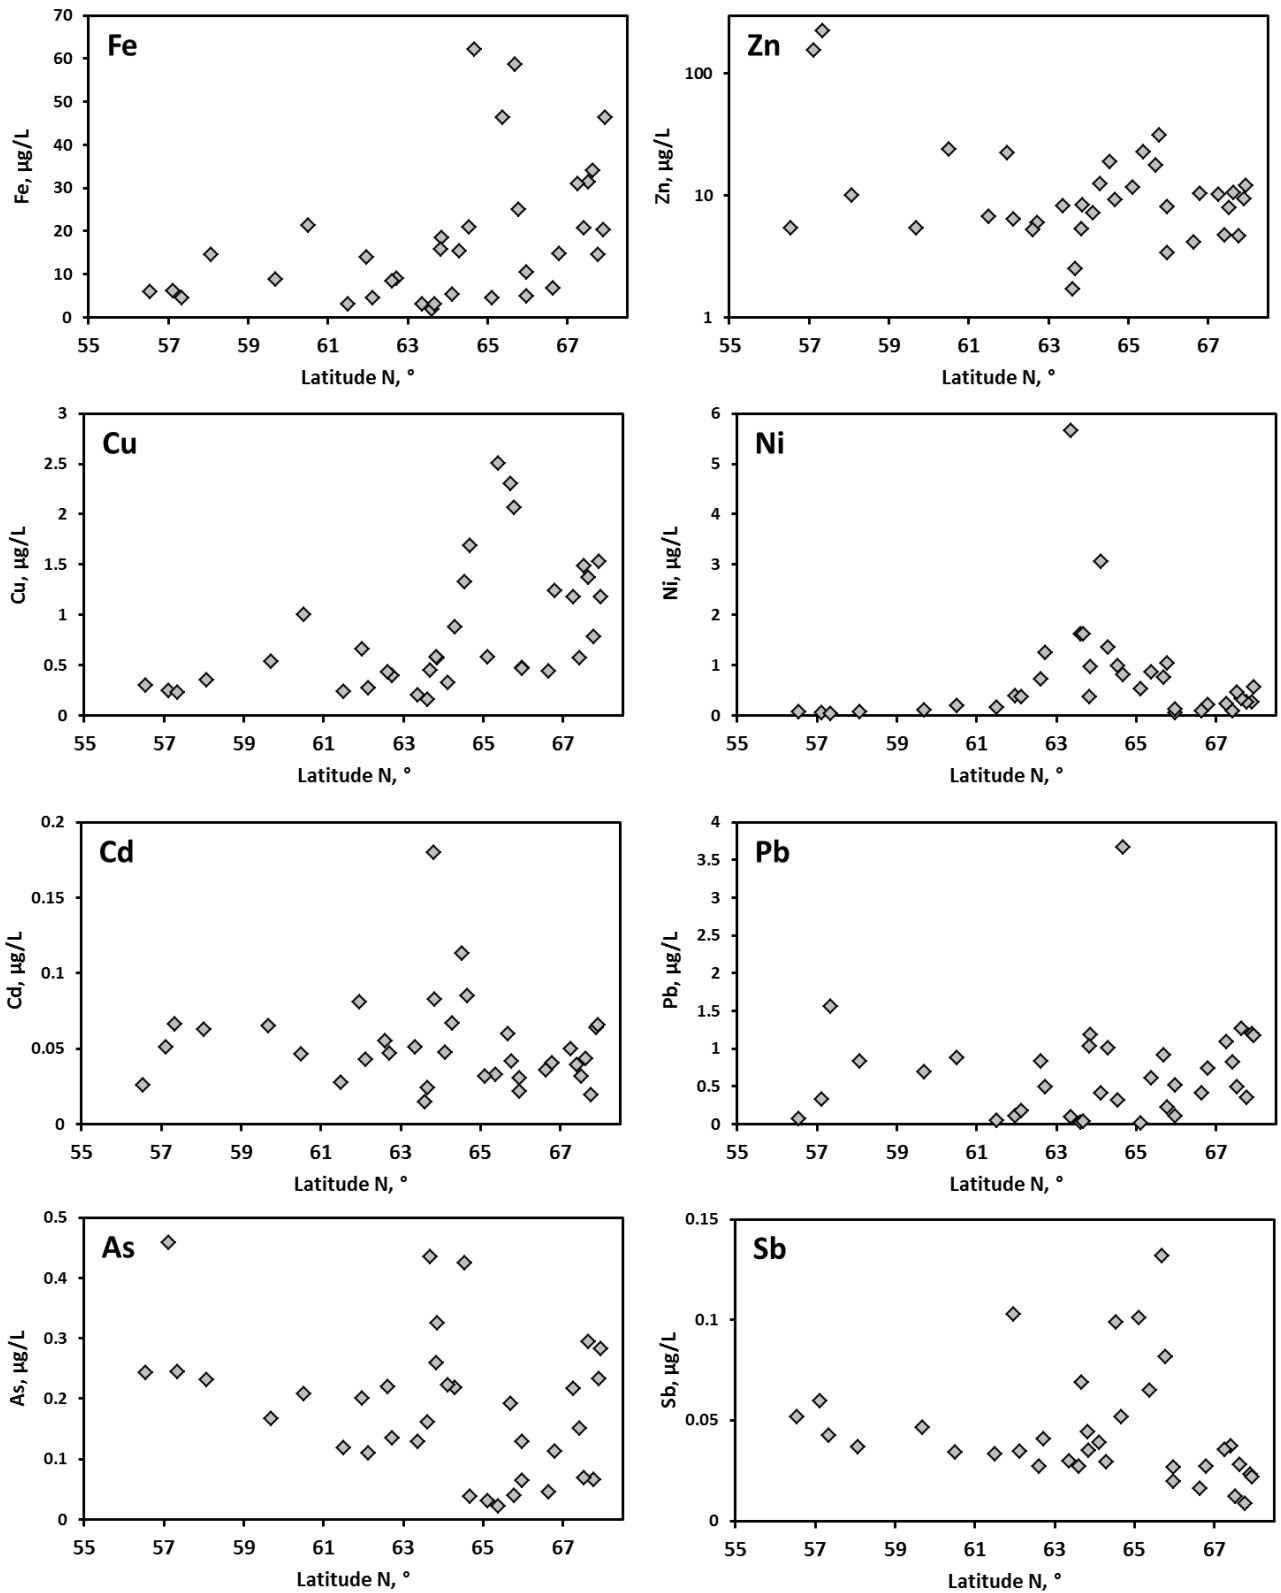 Fe
Fe, µg/L
70
60
50
40
30
20
10
0
55 57 59 61 63 65 67
Latitude N, °
Zn
Zn, µg/L
100
10
1
55 57 59 61 63 65 67
Latitude N, °
Cu
Cu, µg/L
3
2.5
2
1.5
1
0.5
0
55 57 59 61 63 65 67
Latitude N, °
Ni
Ni, µg/L
6
5
4
3
2
1
0
55 57 59 61 63 65 67
Latitude N, °
Cd
Cd, µg/L
0.2
0.15
0.1
0.05
0
55 57 59 61 63 65 67
Latitude N, °
Pb
Pb, µg/L
4
3.5
3
2.5
2
1.5
1
0.5
0
55 57 59 61 63 65 67
Latitude N, °
As
As, µg/L
0.5
0.4
0.3
0.2
0.1
0
55 57 59 61 63 65 67
Latitude N, °
Sb
Sb, µg/L
0.15
0.1
0.05
0
55 57 59 61 63 65 67
Latitude N, °